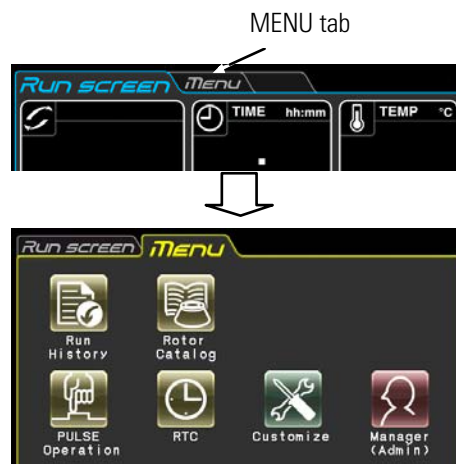 MENU tab
Run screen Menu
TIME hh:mm TEMP °C
Run screen Menu
Run History
Rotor Catalog
PULSE Operation
RTC
Customize
Manager (Admin)